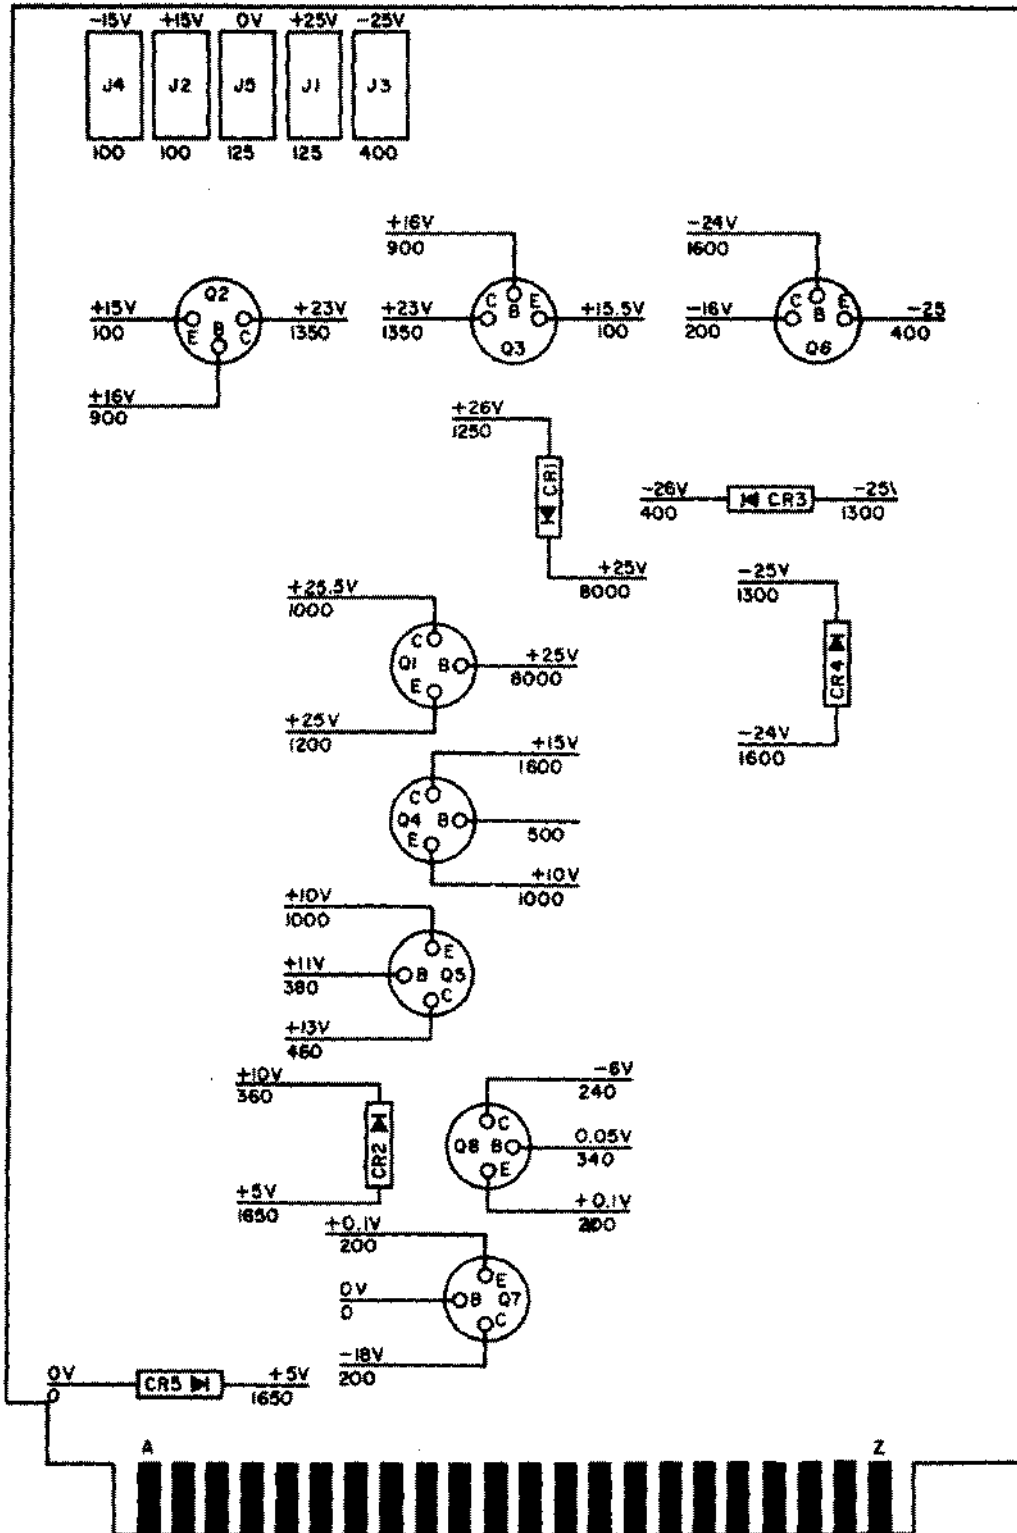 -15V +15V 0V +25V -25V
J4 J2 J5 J1 J3
100 100 125 125 400
+16V
900
-24V
1600
Q2
+15V
100
E B C
+23V
1350
+16V
900
+23V
1350
C B E
Q3
+15.5V
100
-16V
200
C B E
Q6
-25
400
+26V
1250
CR1
+25V
8000
-26V
400
CR3
-25\
1300
-25V
1300
CR4
-24V
1600
+25.5V
1000
C
Q1 B
E
+25V
8000
+25V
1200
+15V
1600
C
Q4 B
E
500
+10V
1000
+10V
1000
E
+11V
380
B Q5
C
+13V
460
+10V
360
CR2
+5V
1650
-6V
240
C
Q8 B
E
0.05V
340
+0.1V
200
+0.1V
200
E
0V
0
B Q7
C
-18V
200
0V
0
CR5
+5V
1650
A Z